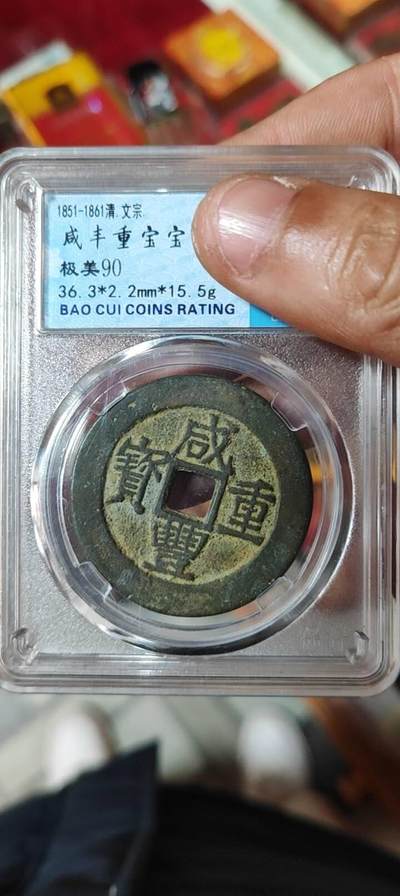 1851-1861清.文宗
咸丰重宝宝
极美90
36.3*2.2mm*15.5g
BAO CUI COINS RATING
咸豐重寶